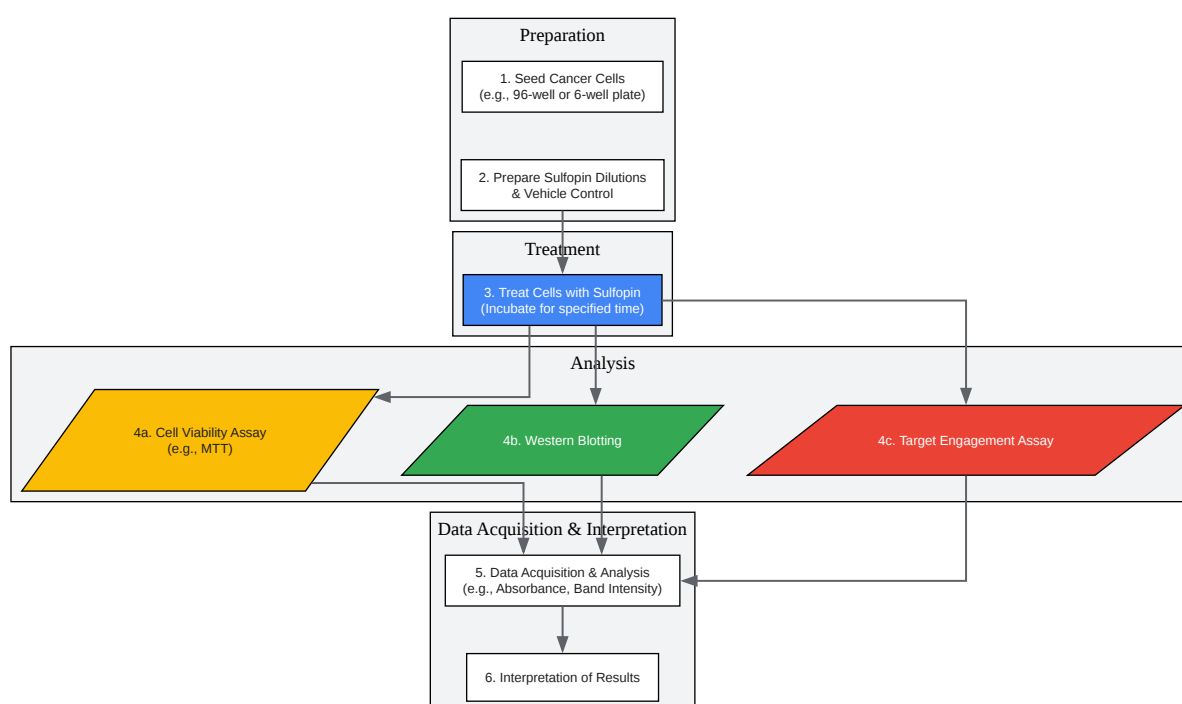 Preparation
1. Seed Cancer Cells
(e.g., 96-well or 6-well plate)
2. Prepare Sulfopin Dilutions
& Vehicle Control
Treatment
3. Treat Cells with Sulfopin
(Incubate for specified time)
Analysis
4a. Cell Viability Assay
(e.g., MTT)
4b. Western Blotting
4c. Target Engagement Assay
Data Acquisition & Interpretation
5. Data Acquisition & Analysis
(e.g., Absorbance, Band Intensity)
6. Interpretation of Results